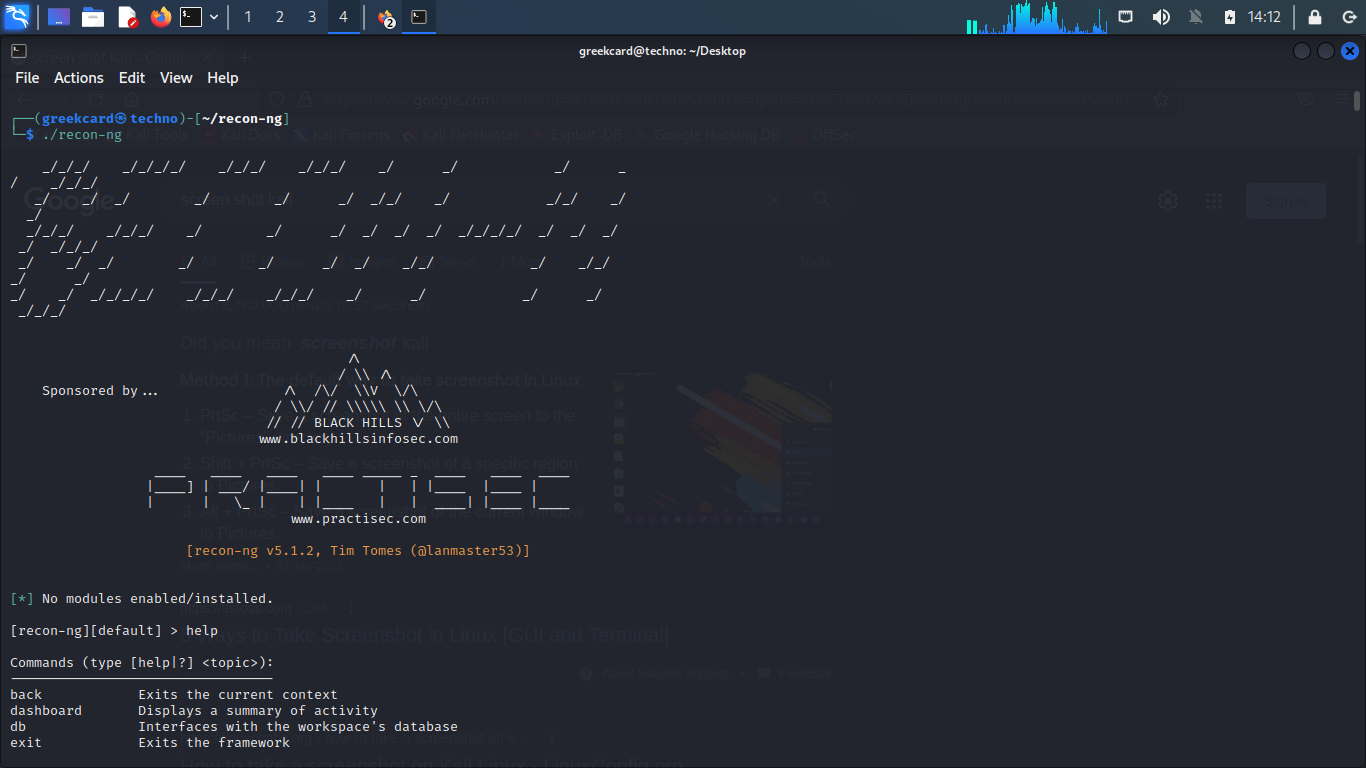 1 2 3 4 2 14:12
greekcard@techno: ~/Desktop
File Actions Edit View Help
┌──(greekcard㉿techno)-[~/recon-ng]
└─$ ./recon-ng
Sponsored by...
BLACK HILLS
www.blackhillsinfosec.com
PRACTISEC
www.practisec.com
[recon-ng v5.1.2, Tim Tomes (@lanmaster53)]
[*] No modules enabled/installed.
[recon-ng][default] > help
Commands (type [help|?] <topic>):
---------------------------------
back Exits the current context
dashboard Displays a summary of activity
db Interfaces with the workspace's database
exit Exits the framework